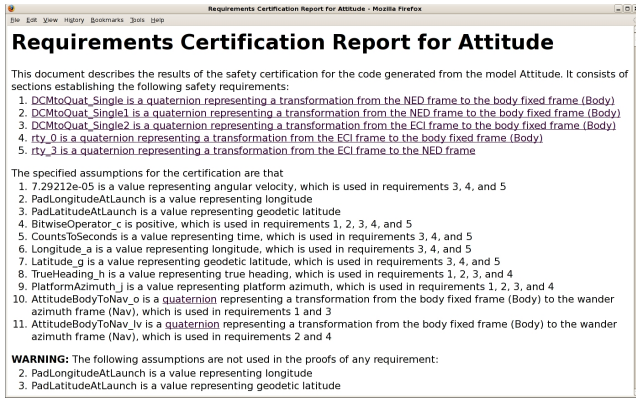 Requirements Certification Report for Attitude - Mozilla Firefox
File Edit View History Bookmarks Tools Help
Requirements Certification Report for Attitude
This document describes the results of the safety certification for the code generated from the model Attitude. It consists of
sections establishing the following safety requirements:
1. DCMtoQuat_Single is a quaternion representing a transformation from the NED frame to the body fixed frame (Body)
2. DCMtoQuat_Single1 is a quaternion representing a transformation from the NED frame to the body fixed frame (Body)
3. DCMtoQuat_Single2 is a quaternion representing a transformation from the ECI frame to the body fixed frame (Body)
4. rty_0 is a quaternion representing a transformation from the ECI frame to the body fixed frame (Body)
5. rty_3 is a quaternion representing a transformation from the ECI frame to the NED frame
The specified assumptions for the certification are that
1. 7.29212e-05 is a value representing angular velocity, which is used in requirements 3, 4, and 5
2. PadLongitudeAtLaunch is a value representing longitude
3. PadLatitudeAtLaunch is a value representing geodetic latitude
4. BitwiseOperator_c is positive, which is used in requirements 1, 2, 3, 4, and 5
5. CountsToSeconds is a value representing time, which is used in requirements 3, 4, and 5
6. Longitude_a is a value representing longitude, which is used in requirements 3, 4, and 5
7. Latitude_g is a value representing geodetic latitude, which is used in requirements 3, 4, and 5
8. TrueHeading_h is a value representing true heading, which is used in requirements 1, 2, 3, and 4
9. PlatformAzimuth_j is a value representing platform azimuth, which is used in requirements 1, 2, 3, and 4
10. AttitudeBodyToNav_o is a quaternion representing a transformation from the body fixed frame (Body) to the wander
azimuth frame (Nav), which is used in requirements 1 and 3
11. AttitudeBodyToNav_lv is a quaternion representing a transformation from the body fixed frame (Body) to the wander
azimuth frame (Nav), which is used in requirements 2 and 4
WARNING: The following assumptions are not used in the proofs of any requirement:
2. PadLongitudeAtLaunch is a value representing longitude
3. PadLatitudeAtLaunch is a value representing geodetic latitude